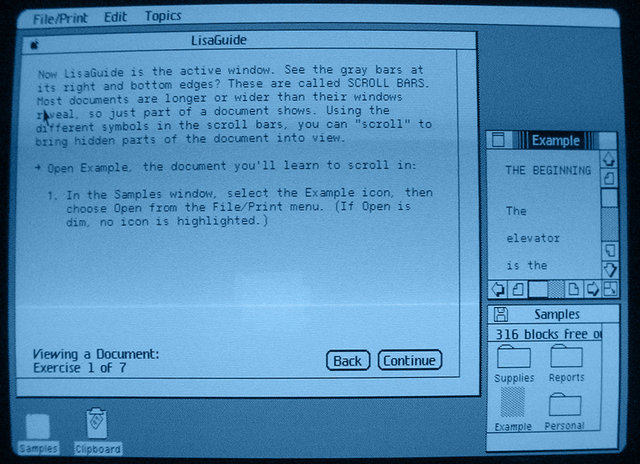 File/Print Edit Topics
LisaGuide
Now LisaGuide is the active window. See the gray bars at
its right and bottom edges? These are called SCROLL BARS.
Most documents are longer or wider than their windows
reveal, so just part of a document shows. Using the
different symbols in the scroll bars, you can "scroll" to
bring hidden parts of the document into view.
→ Open Example, the document you'll learn to scroll in:
1. In the Samples window, select the Example icon, then
choose Open from the File/Print menu. (If Open is
dim, no icon is highlighted.)
Viewing a Document:
Exercise 1 of 7
Back Continue
Example
THE BEGINNING
The
elevator
is the
Samples
316 blocks free o
Supplies Reports
Example Personal
Samples Clipboard